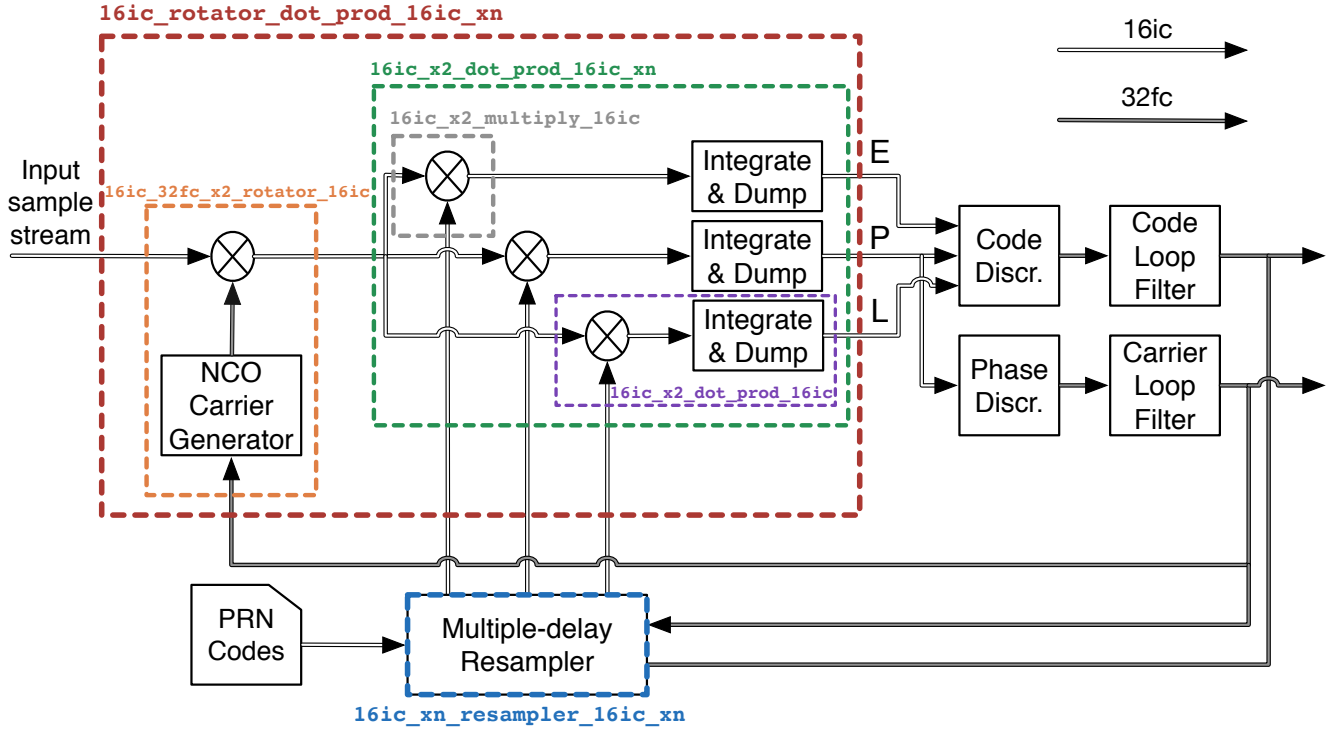 16ic_rotator_dot_prod_16ic_xn
16ic
32fc
16ic_x2_dot_prod_16ic_xn
16ic_x2_multiply_16ic
Input
sample
stream
16ic_32fc_x2_rotator_16ic
Integrate
& Dump
E
Integrate
& Dump
P
Integrate
& Dump
L
16ic_x2_dot_prod_16ic
Code
Discr.
Code
Loop
Filter
Phase
Discr.
Carrier
Loop
Filter
NCO
Carrier
Generator
PRN
Codes
Multiple-delay
Resampler
16ic_xn_resampler_16ic_xn